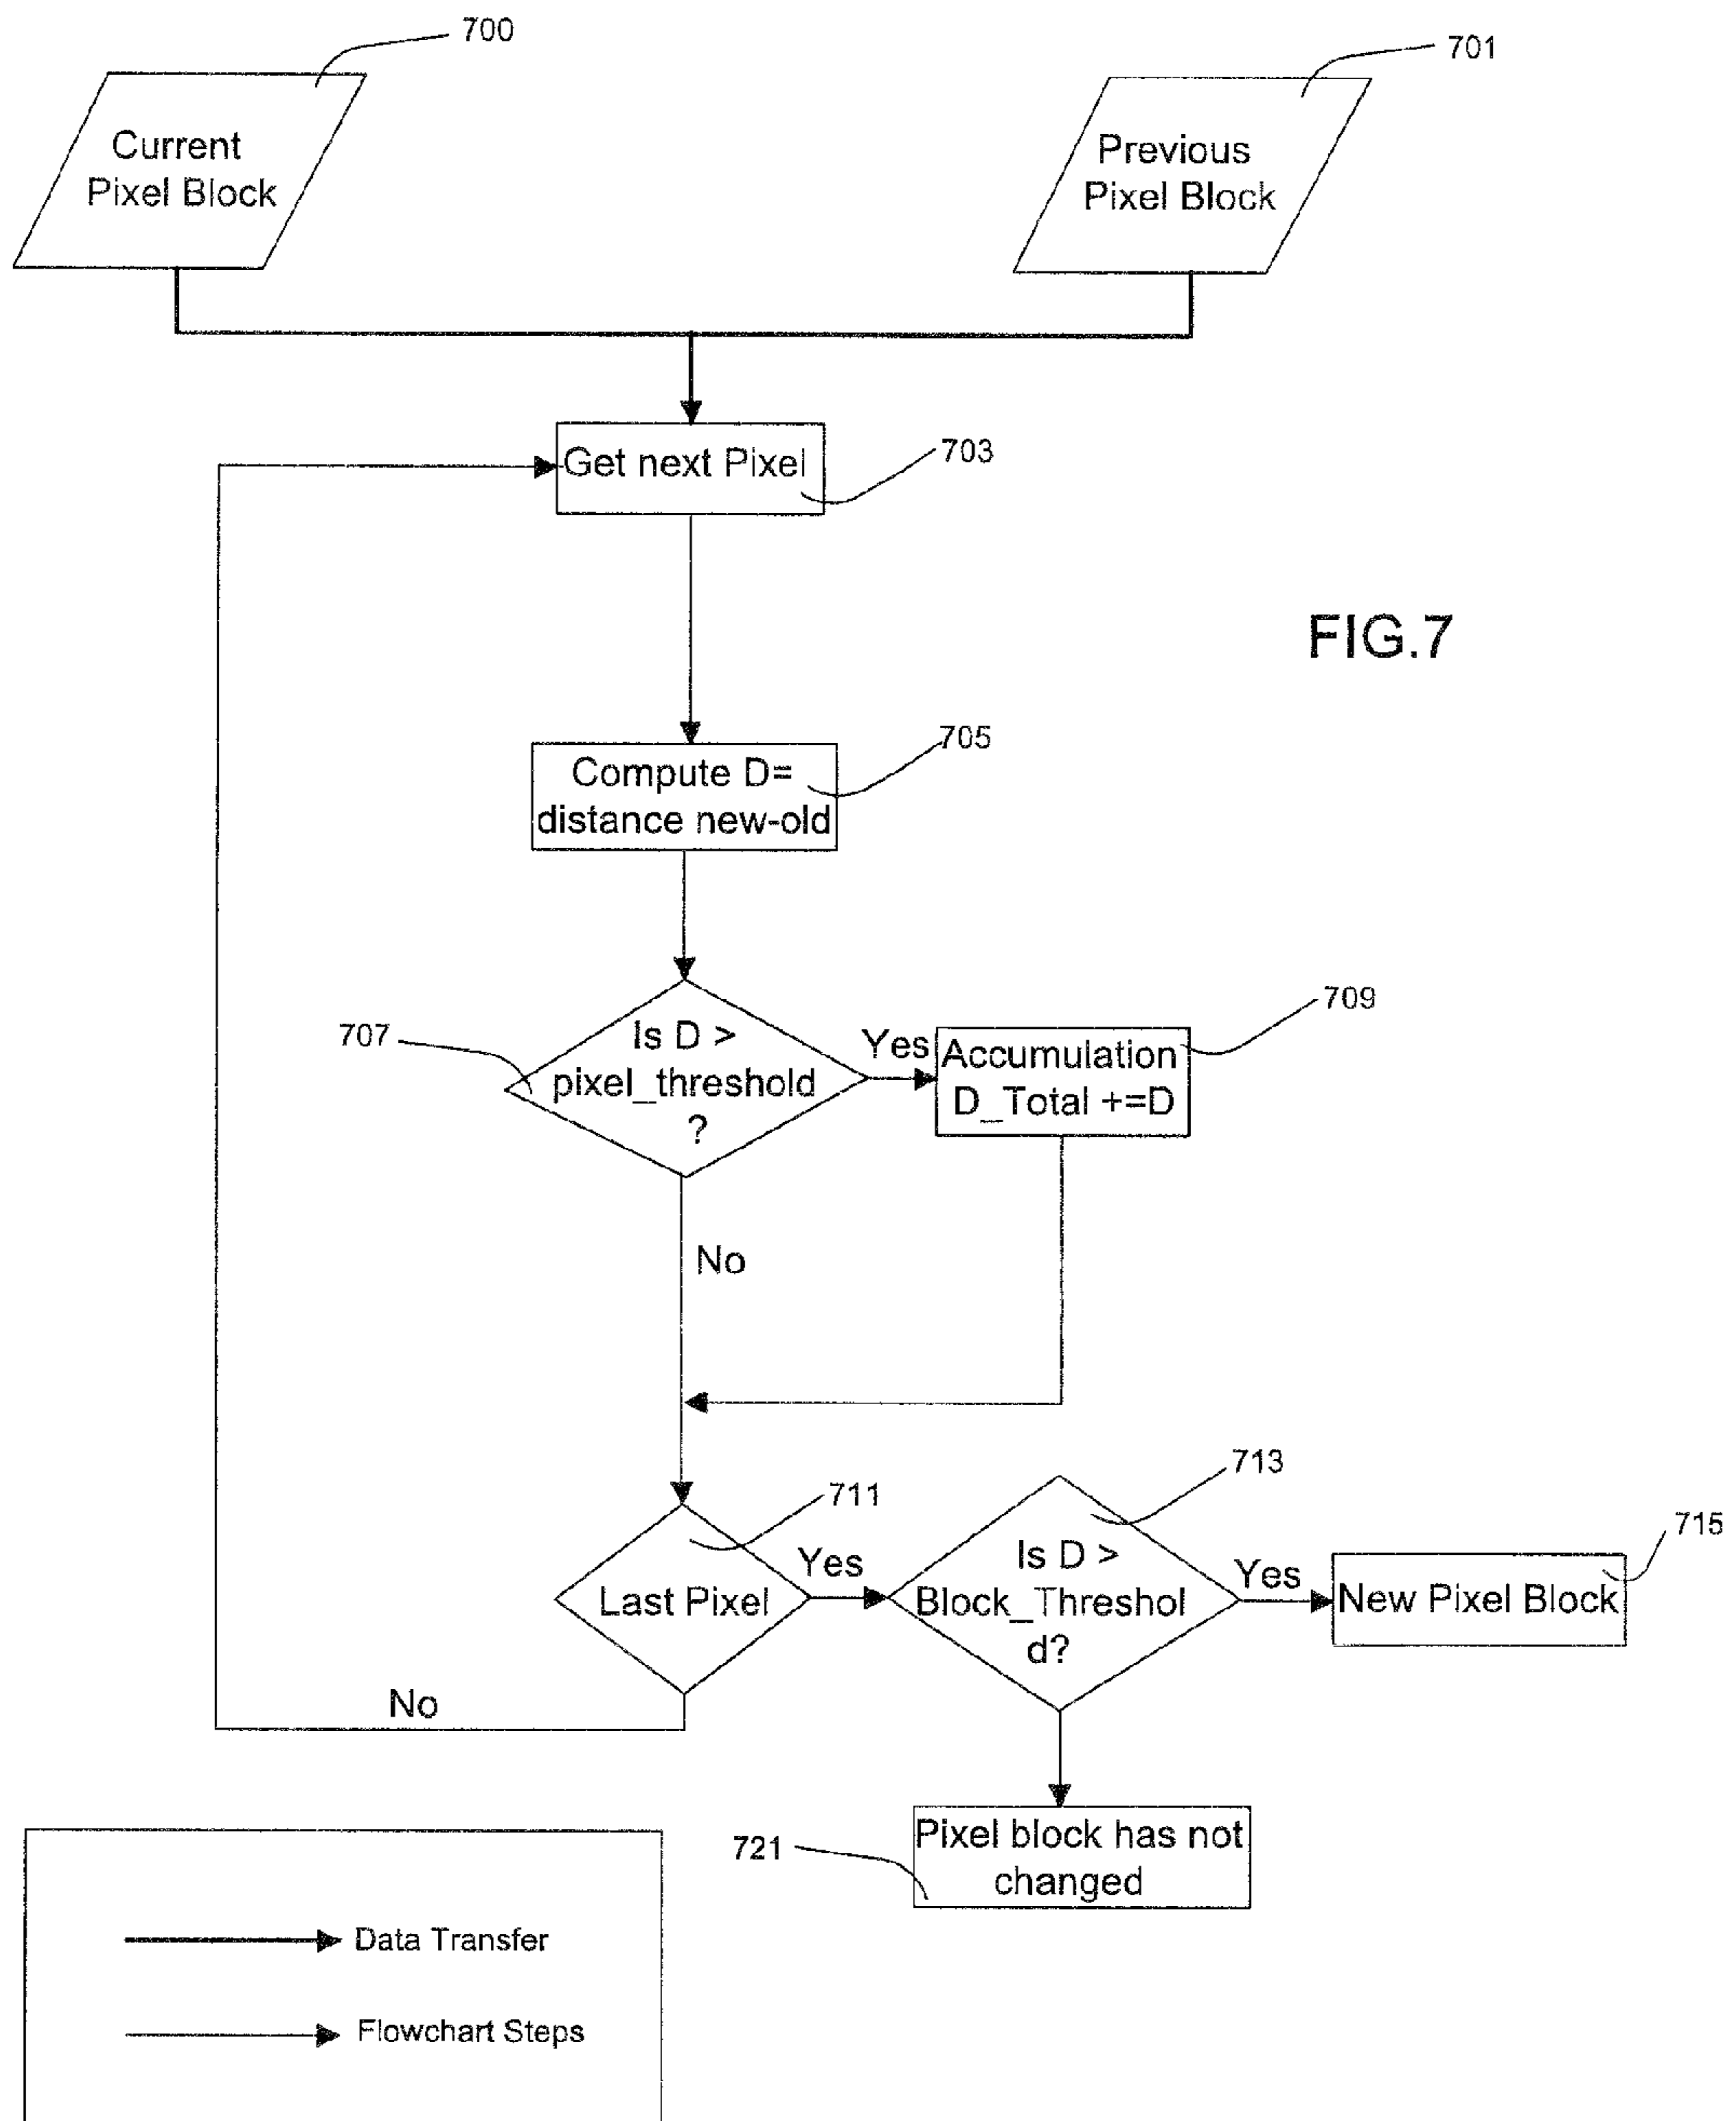 700
701
Current
Pixel Block
Previous
Pixel Block
Get next Pixel
703
FIG.7
705
Compute D=
distance new-old
707
Is D >
pixel_threshold
?
Yes
709
Accumulation
D_Total +=D
No
711
Last Pixel
Yes
713
Is D >
Block_Threshol
d?
Yes
715
New Pixel Block
No
721
Pixel block has not
changed
Data Transfer
Flowchart Steps